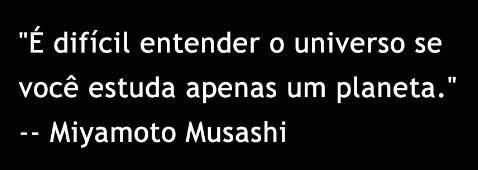 "É difícil entender o universo se
você estuda apenas um planeta."
-- Miyamoto Musashi